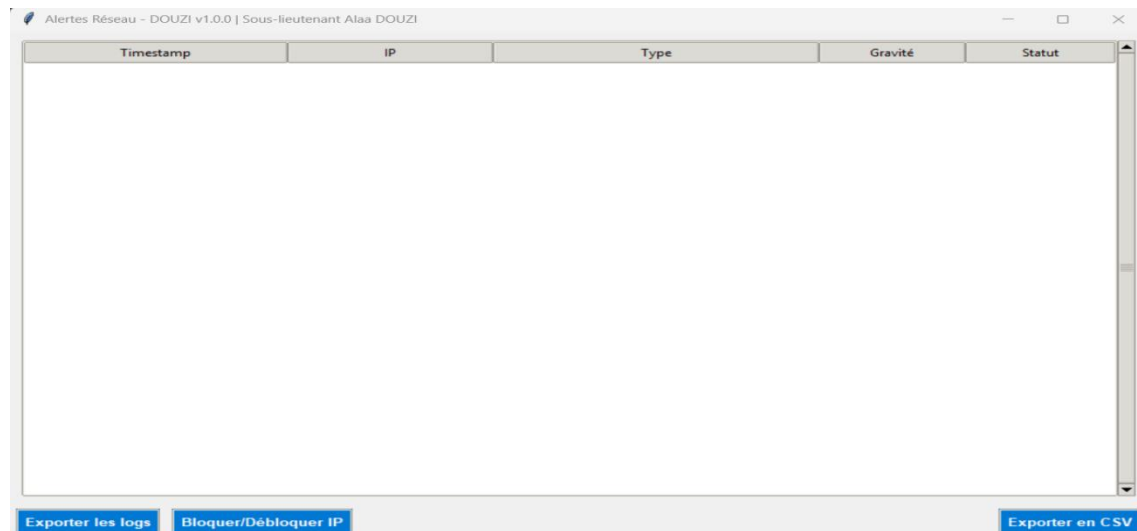 Alertes Réseau - DOUZI v1.0.0 | Sous-lieutenant Alaa DOUZI
Timestamp IP Type Gravité Statut
Exporter les logs Bloquer/Débloquer IP Exporter en CSV